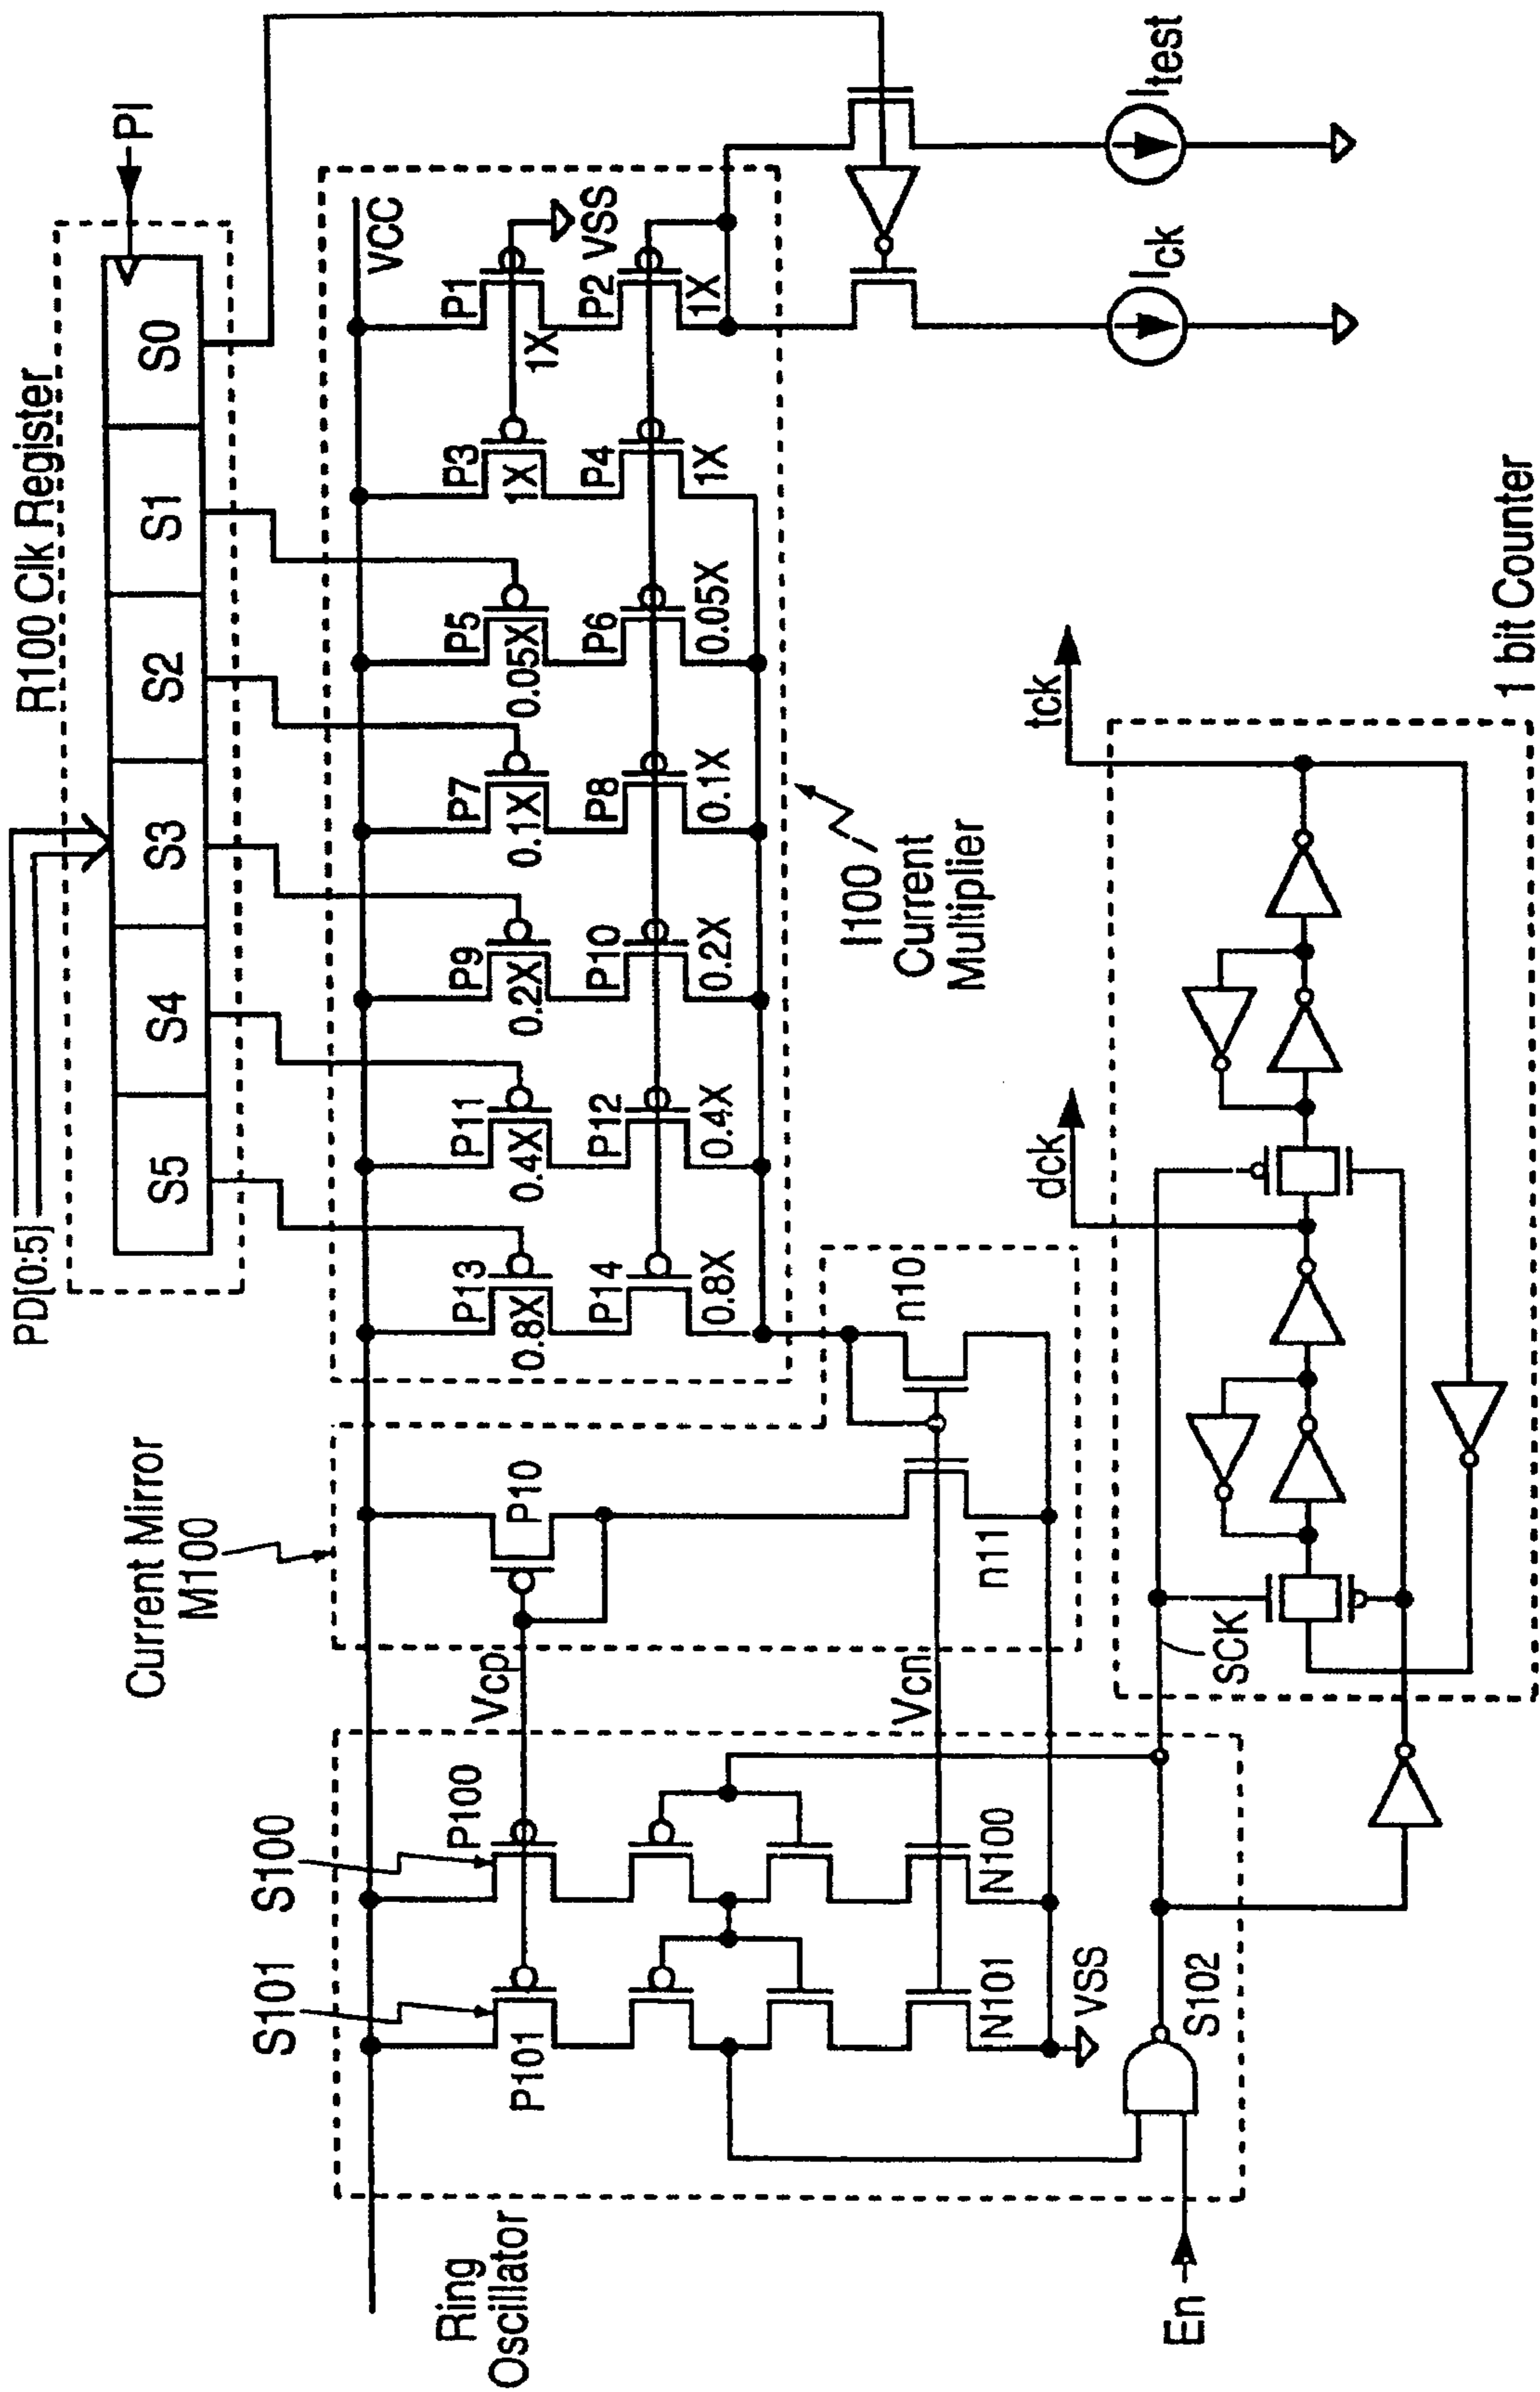 R100 Clk Register
PI
PD[0:5]
S5
S4
S3
S2
S1
S0
VCC
P13
0.8X
P11
0.4X
P9
0.2X
P7
0.1X
P5
0.05X
P3
1X
P1
1X
VSS
P14
0.8X
P12
0.4X
P10
0.2X
P8
0.1X
P6
0.05X
P4
1X
P2
1X
I100
Current
Multiplier
Ick
Itest
Current Mirror
M100
P10
n10
n11
Vcp
Vcn
S101
S100
P101
P100
N101
N100
VSS
Ring
Oscillator
En
S102
SCK
dck
tck
1 bit Counter